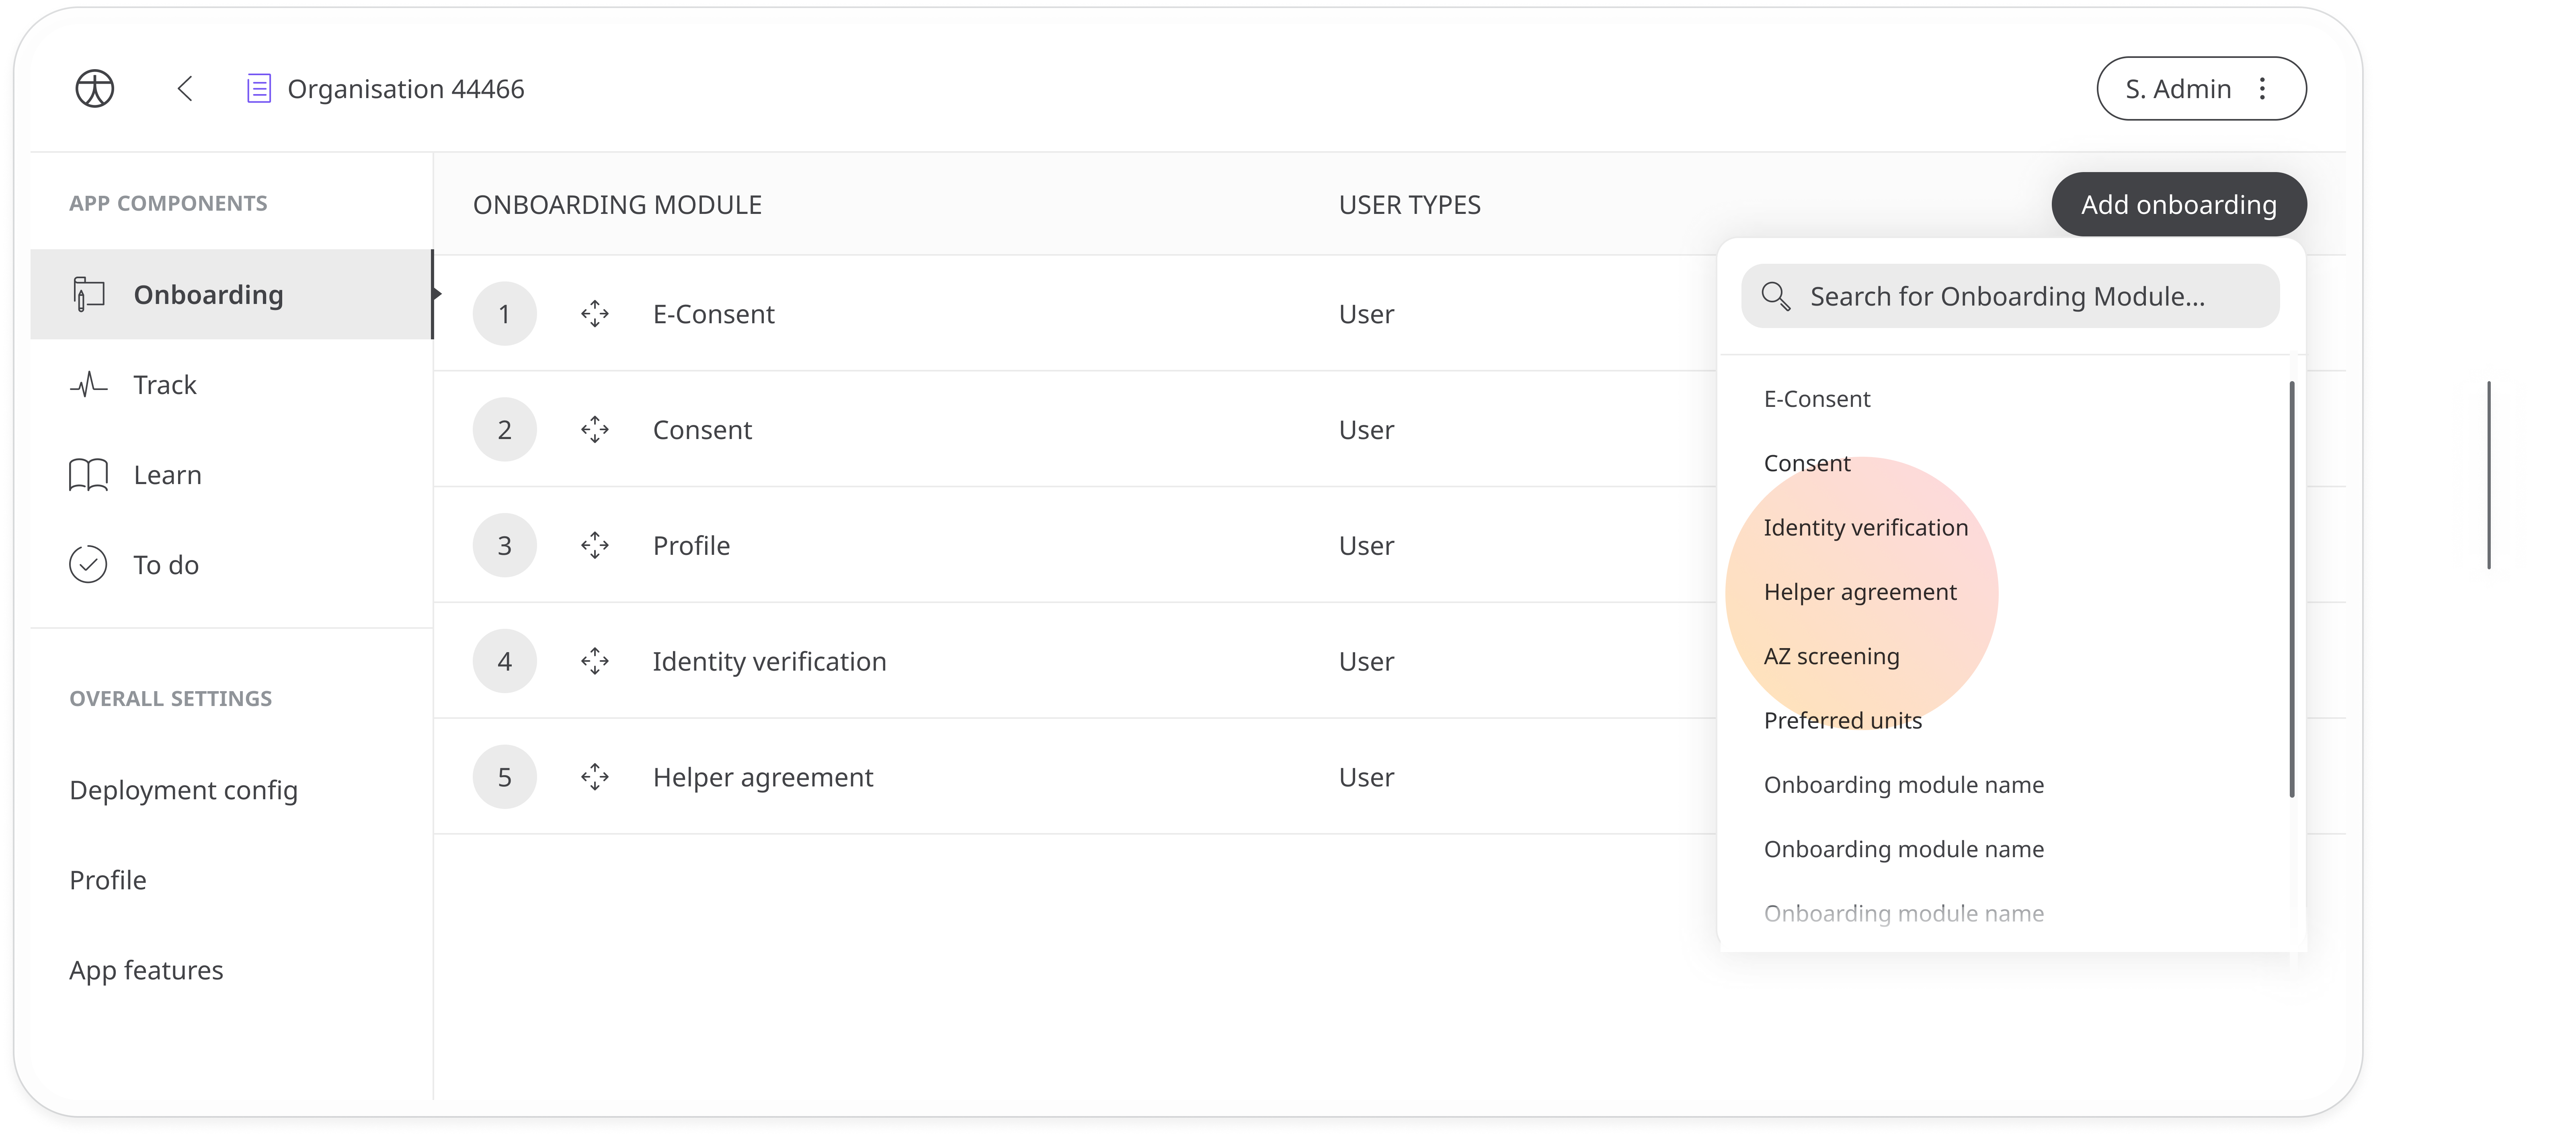 Organisation 44466
S. Admin
APP COMPONENTS
Onboarding
Track
Learn
To do
OVERALL SETTINGS
Deployment config
Profile
App features
ONBOARDING MODULE
USER TYPES
Add onboarding
1
E-Consent
User
2
Consent
User
3
Profile
User
4
Identity verification
User
5
Helper agreement
User
Search for Onboarding Module...
E-Consent
Consent
Identity verification
Helper agreement
AZ screening
Preferred units
Onboarding module name
Onboarding module name
Onboarding module name